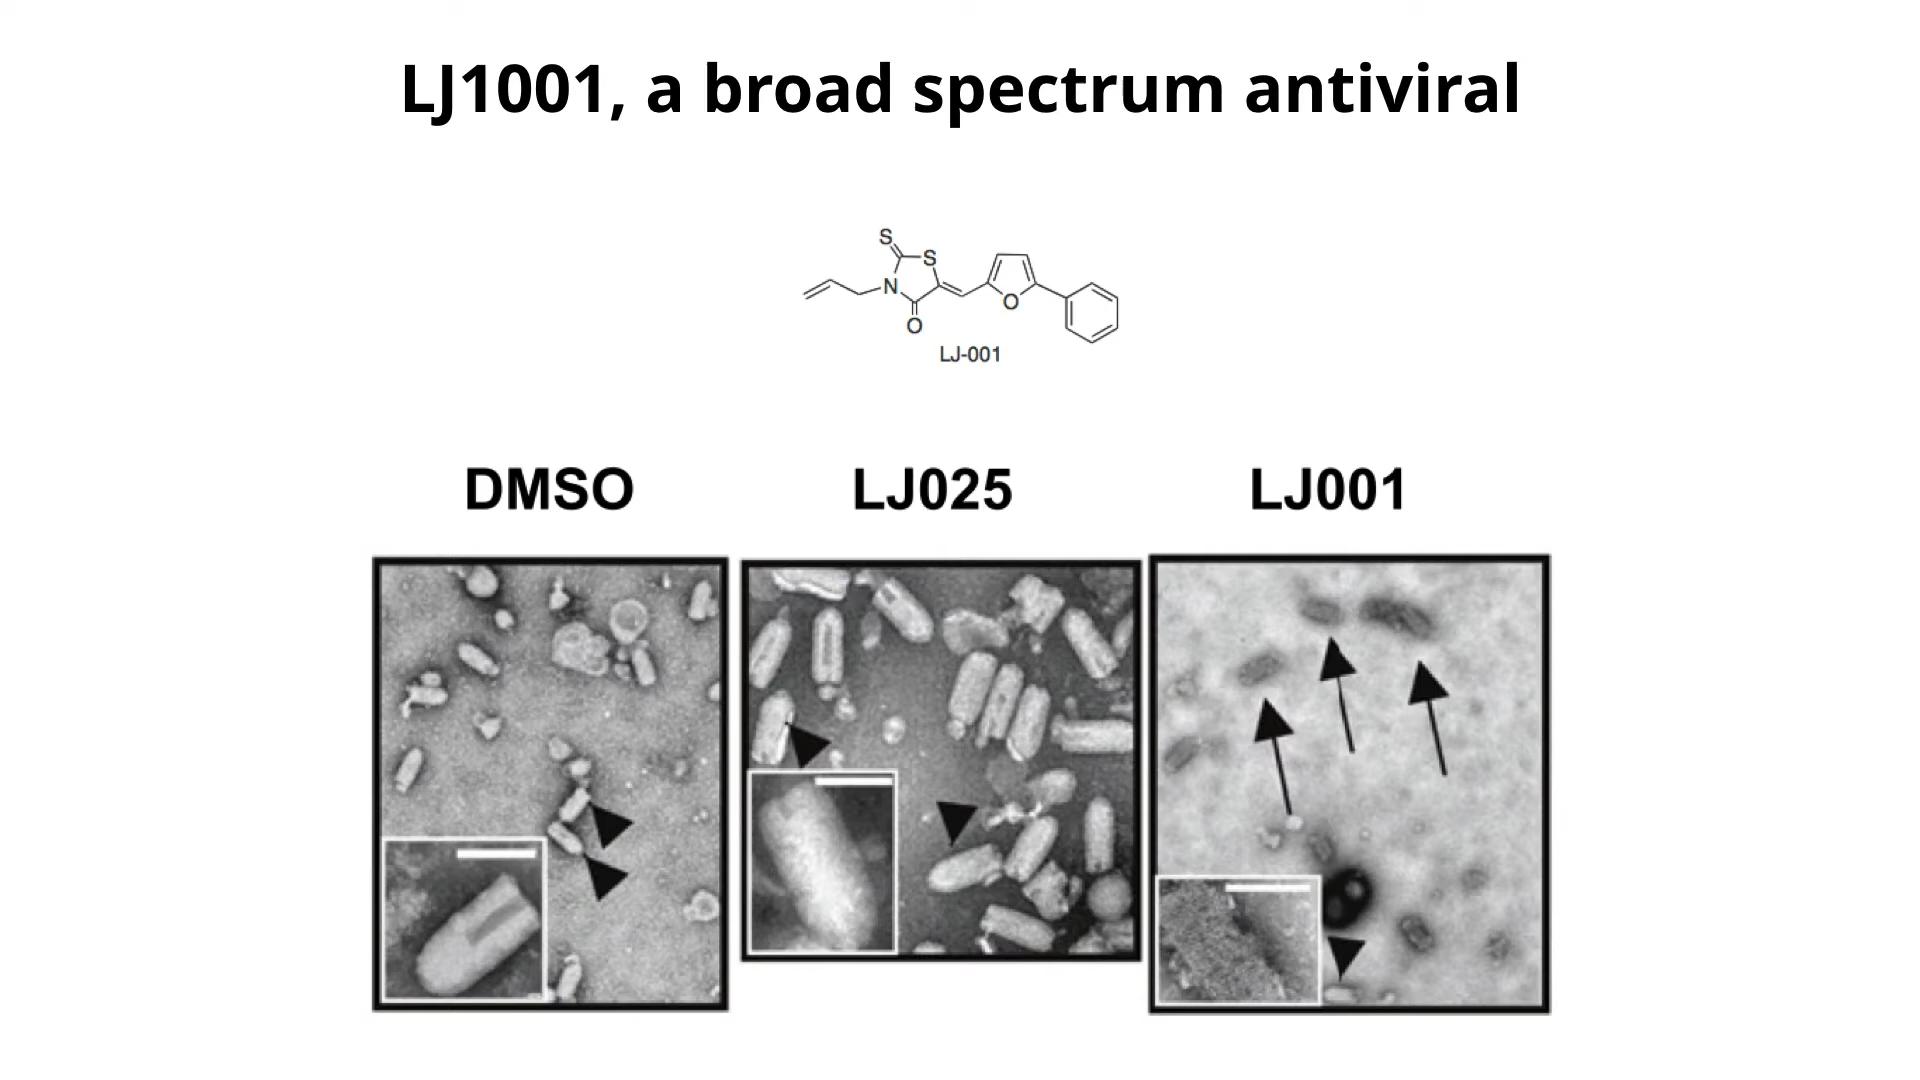 LJ1001, a broad spectrum antiviral
S
S
N
O
O
LJ-001
DMSO LJ025 LJ001